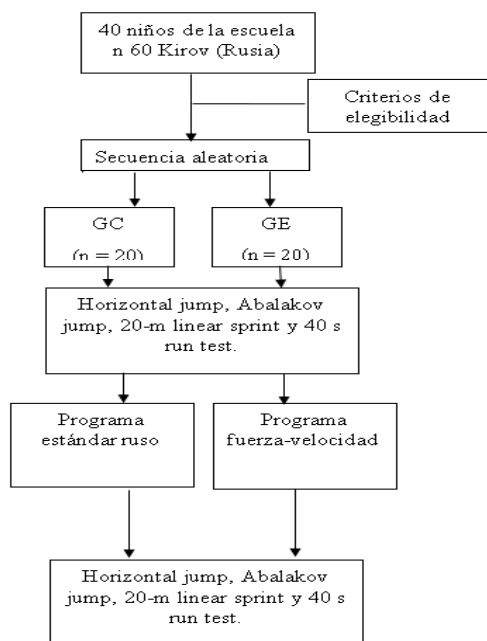 40 niños de la escuela
n 60 Kirov (Rusia)
Criterios de
elegibilidad
Secuencia aleatoria
GC
(n = 20)
GE
(n = 20)
Horizontal jump, Abalakov
jump, 20-m linear sprint y 40 s
run test.
Programa
estándar ruso
Programa
fuerza-velocidad
Horizontal jump, Abalakov
jump, 20-m linear sprint y 40 s
run test.